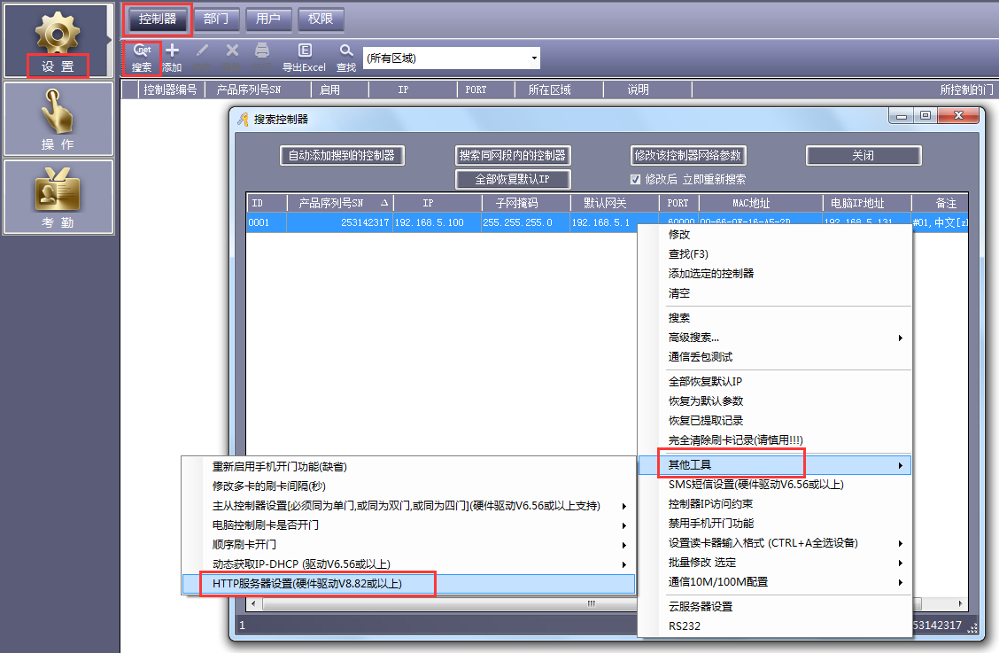 控制器 部门 用户 权限
设 置
搜索 添加 导出Excel 查找 (所有区域)
控制器编号 产品序列号SN 启用 IP PORT 所在区域 说明 所控制的门
操 作
考 勤
搜索控制器
自动添加搜到的控制器 搜索同网段内的控制器 修改该控制器网络参数 关闭
全部恢复默认IP 修改后 立即重新搜索
ID 产品序列号SN IP 子网掩码 默认网关 PORT MAC地址 电脑IP地址 备注
0001 253142317 192.168.5.100 255.255.255.0 192.168.5.1 60000 00-66-0E-16-A5-2D 192.168.5.131 #01,中文[z
修改
查找(F3)
添加选定的控制器
清空
搜索
高级搜索...
通信丢包测试
全部恢复默认IP
恢复为默认参数
恢复已提取记录
完全清除刷卡记录(请慎用!!!)
其他工具
SMS短信设置(硬件驱动V6.56或以上)
控制器IP访问约束
禁用手机开门功能
设置读卡器输入格式 (CTRL+A全选设备)
批量修改 选定
通信10M/100M配置
云服务器设置
RS232
重新启用手机开门功能(缺省)
修改多卡的刷卡间隔(秒)
主从控制器设置[必须同为单门,或同为双门,或同为四门](硬件驱动V6.56或以上支持)
电脑控制刷卡是否开门
顺序刷卡开门
动态获取IP-DHCP (驱动V6.56或以上)
HTTP服务器设置(硬件驱动V8.82或以上)
1 53142317